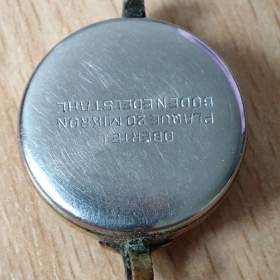 OBERTEIL
PLAQUE 20 MIKRON
BODEN EDELSTAHL